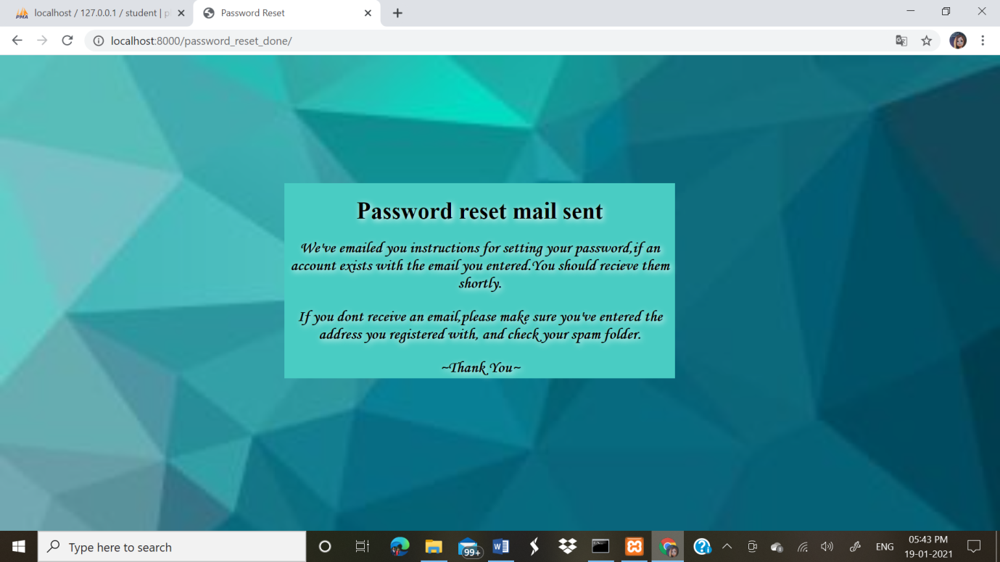 localhost / 127.0.0.1 / student | p
Password Reset
localhost:8000/password_reset_done/
Password reset mail sent
We've emailed you instructions for setting your password,if an
account exists with the email you entered.You should recieve them
shortly.
If you dont receive an email,please make sure you've entered the
address you registered with, and check your spam folder.
~Thank You~
Type here to search
99+
ENG
05:43 PM
19-01-2021